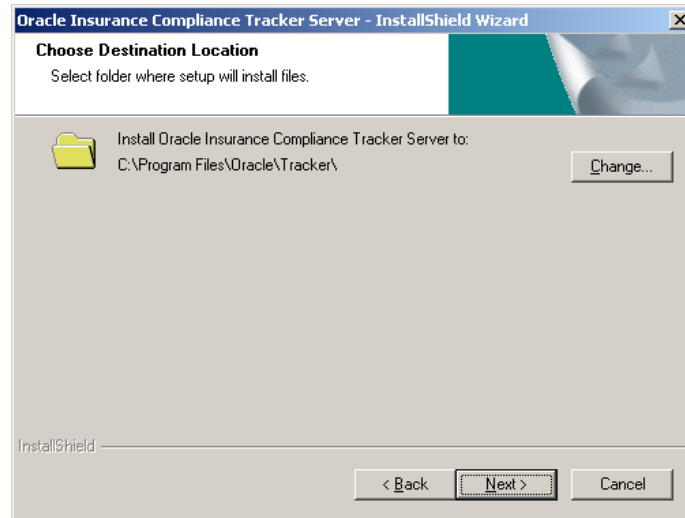 Oracle Insurance Compliance Tracker Server - InstallShield Wizard
Choose Destination Location
Select folder where setup will install files.
Install Oracle Insurance Compliance Tracker Server to:
C:\Program Files\Oracle\Tracker\
Change...
InstallShield
< Back Next > Cancel